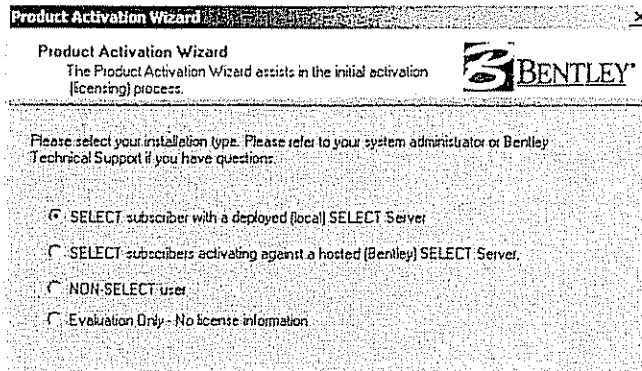 Product Activation Wizard
Product Activation Wizard
The Product Activation Wizard assists in the initial activation
(licensing) process.
BENTLEY
Please select your installation type. Please refer to your system administrator or Bentley
Technical Support if you have questions.
SELECT subscriber with a deployed (local) SELECT Server
SELECT subscribers activating against a hosted (Bentley) SELECT Server.
NON-SELECT user
Evaluation Only - No license information